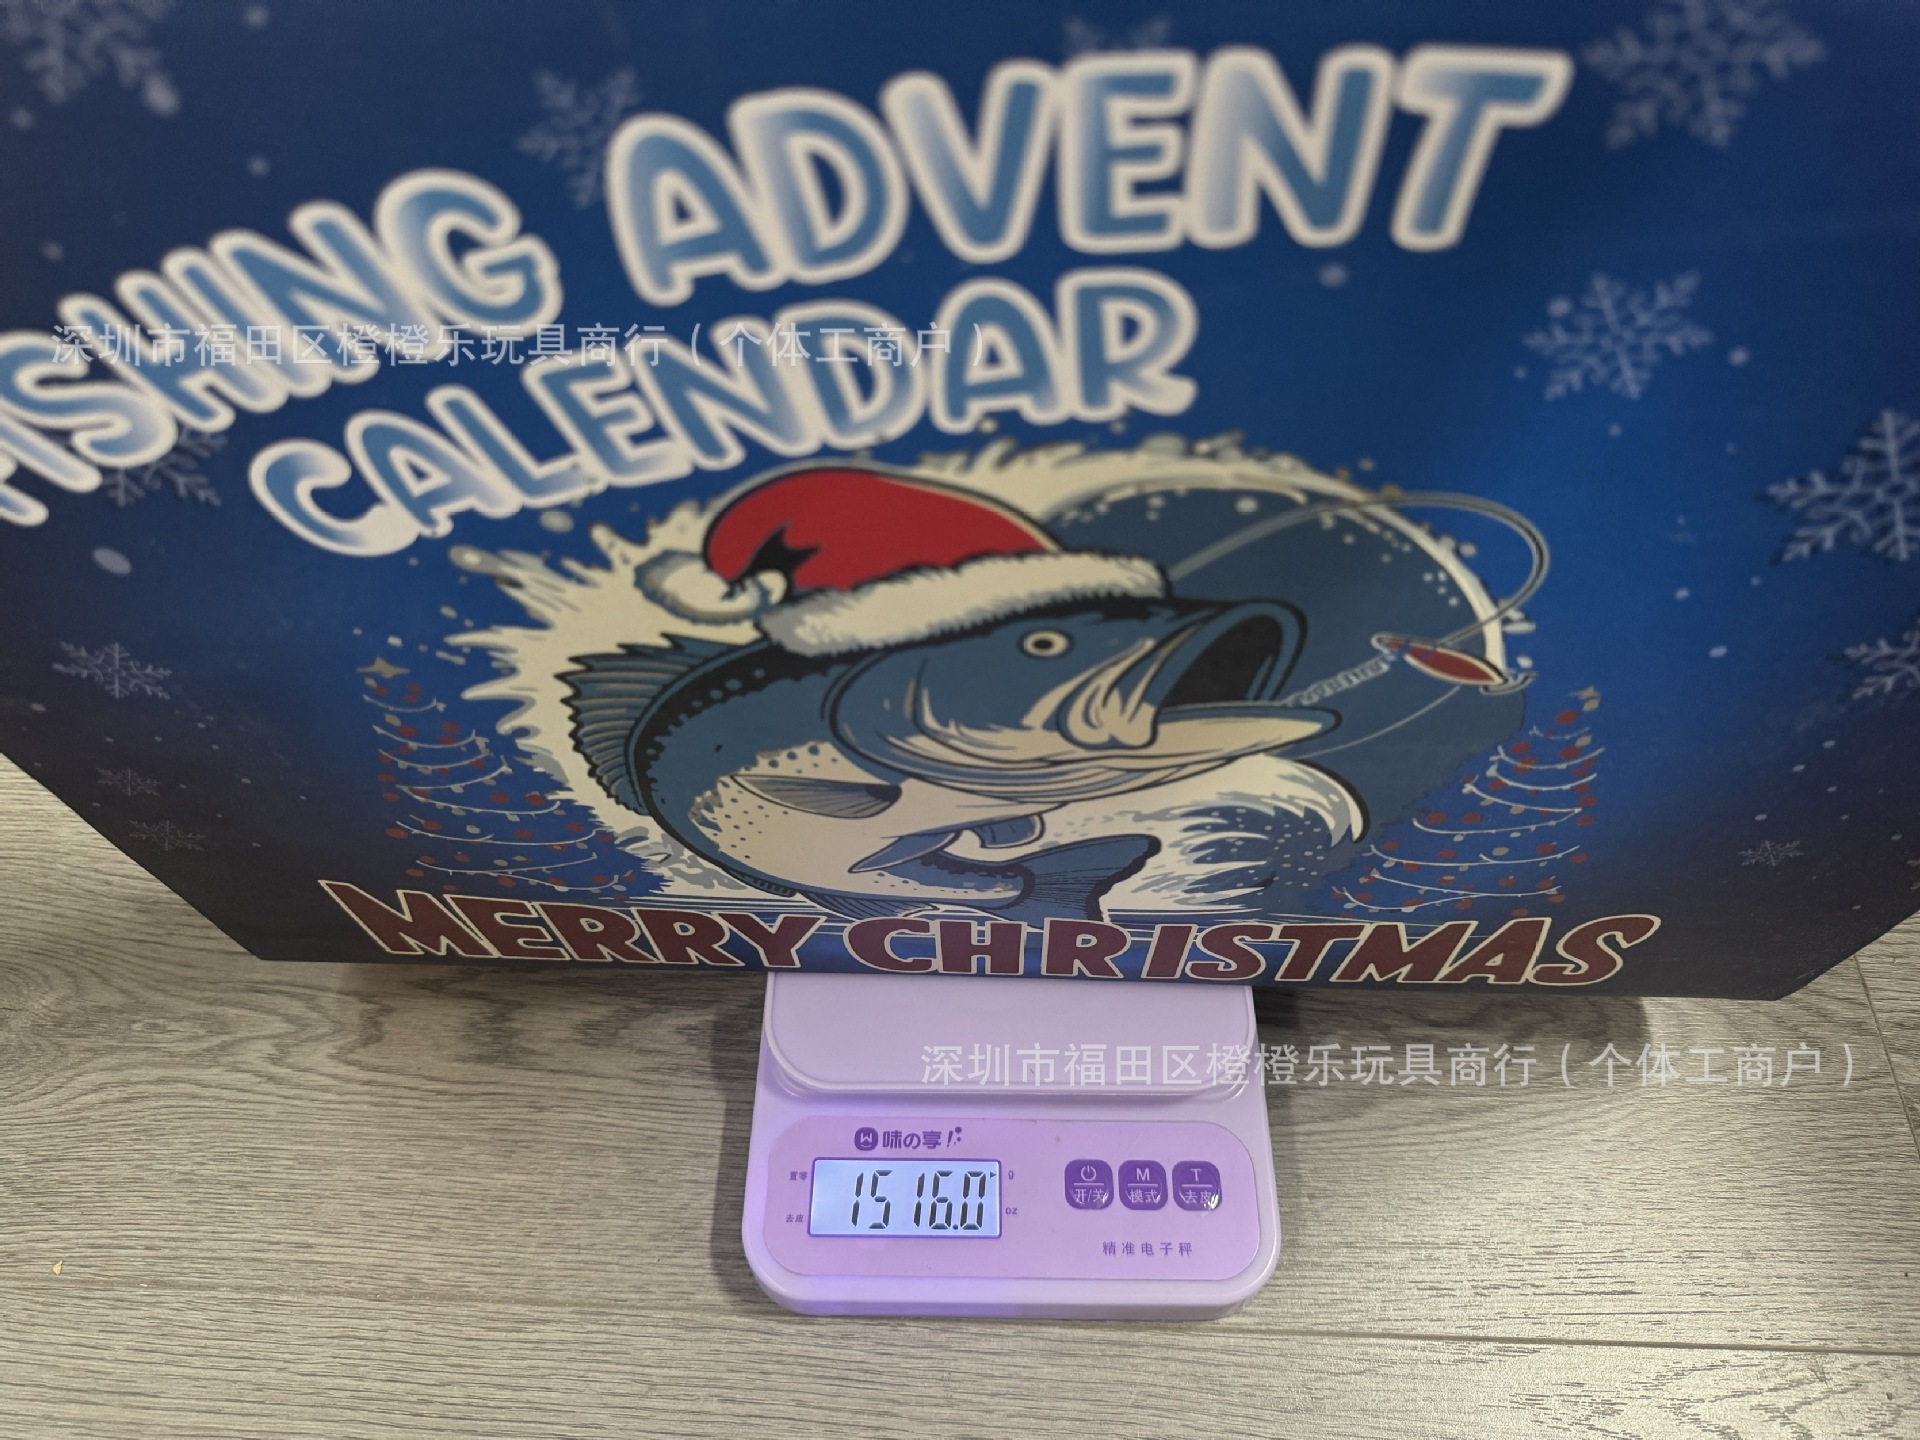 FISHING ADVENT
CALENDAR
深圳市福田区橙橙乐玩具商行（个体工商户）
MERRY CHRISTMAS
深圳市福田区橙橙乐玩具商行（个体工商户）
味の享
置零 1516.0 g
去皮 oz
M T
开/关 模式 去皮
精准电子秤